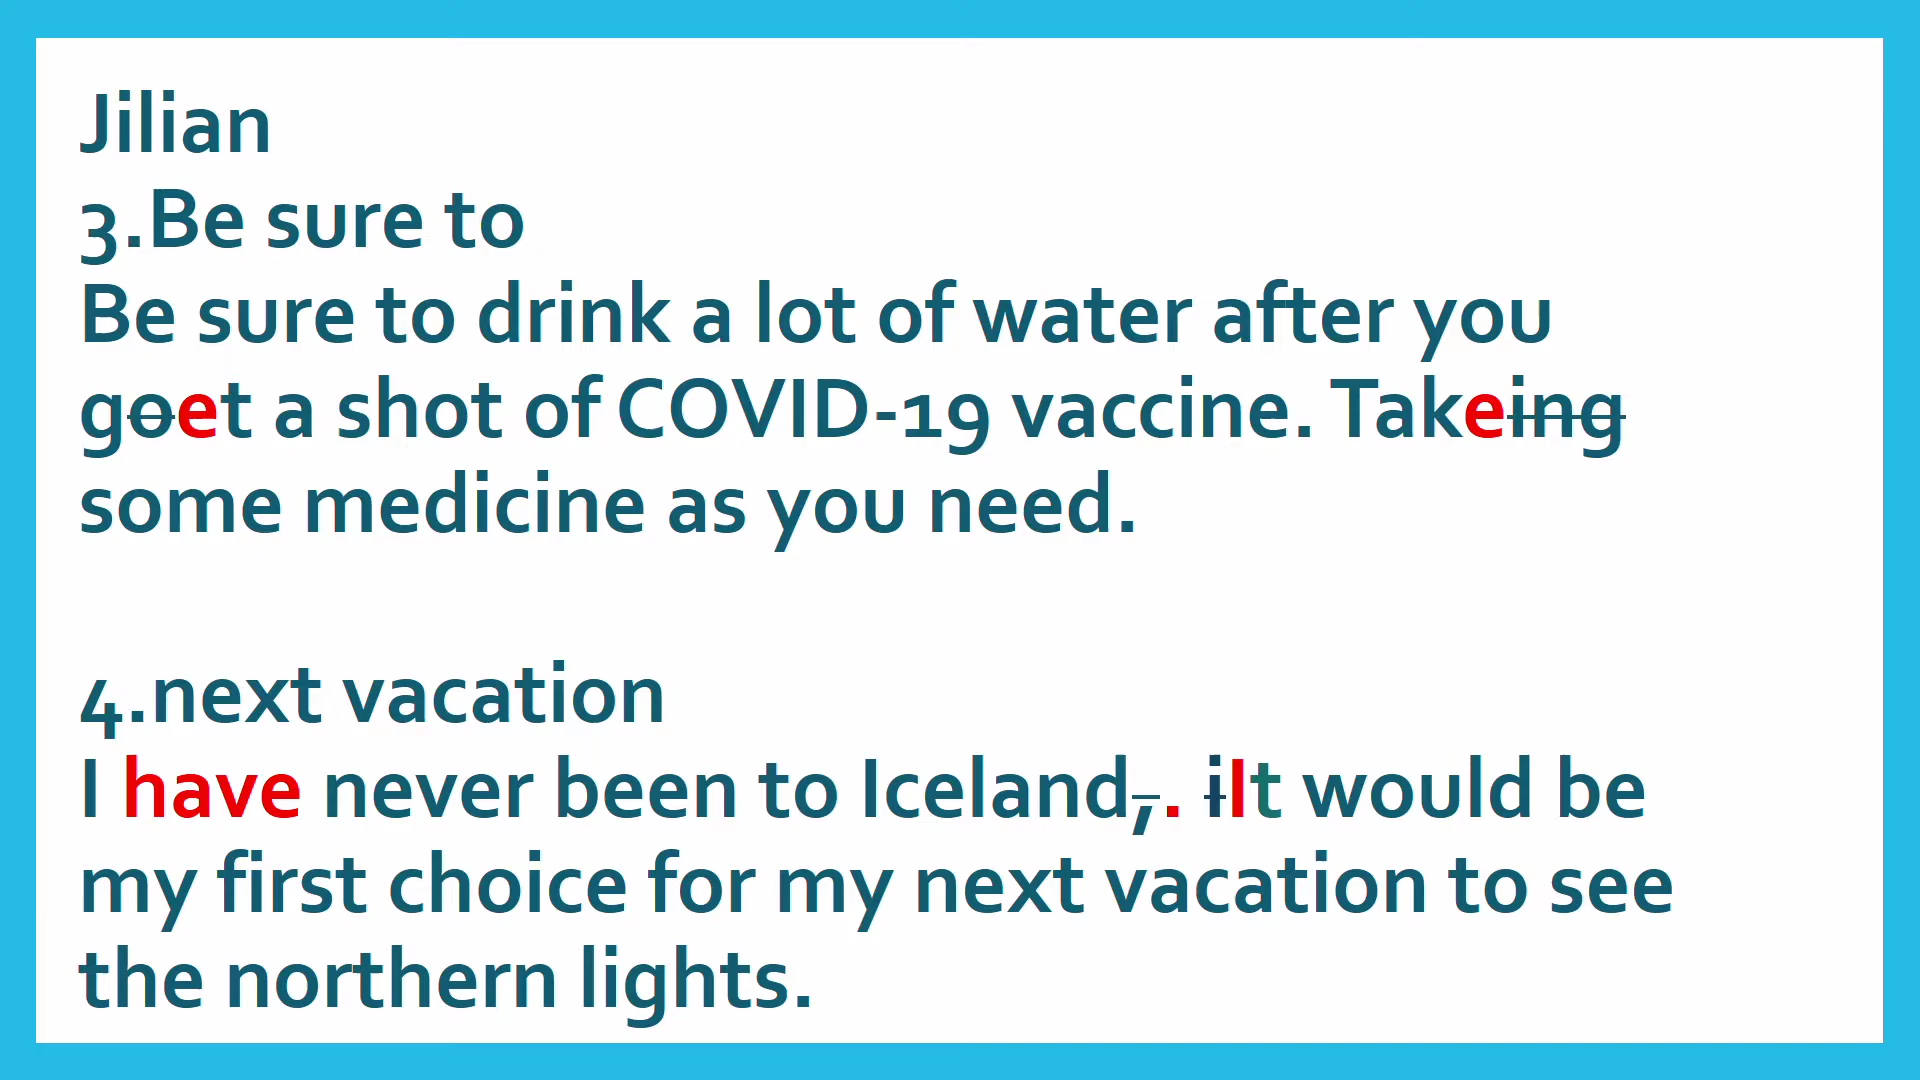 Jilian
3.Be sure to
Be sure to drink a lot of water after you
goet a shot of COVID-19 vaccine. Takeing
some medicine as you need.
4.next vacation
I have never been to Iceland,. iIt would be
my first choice for my next vacation to see
the northern lights.